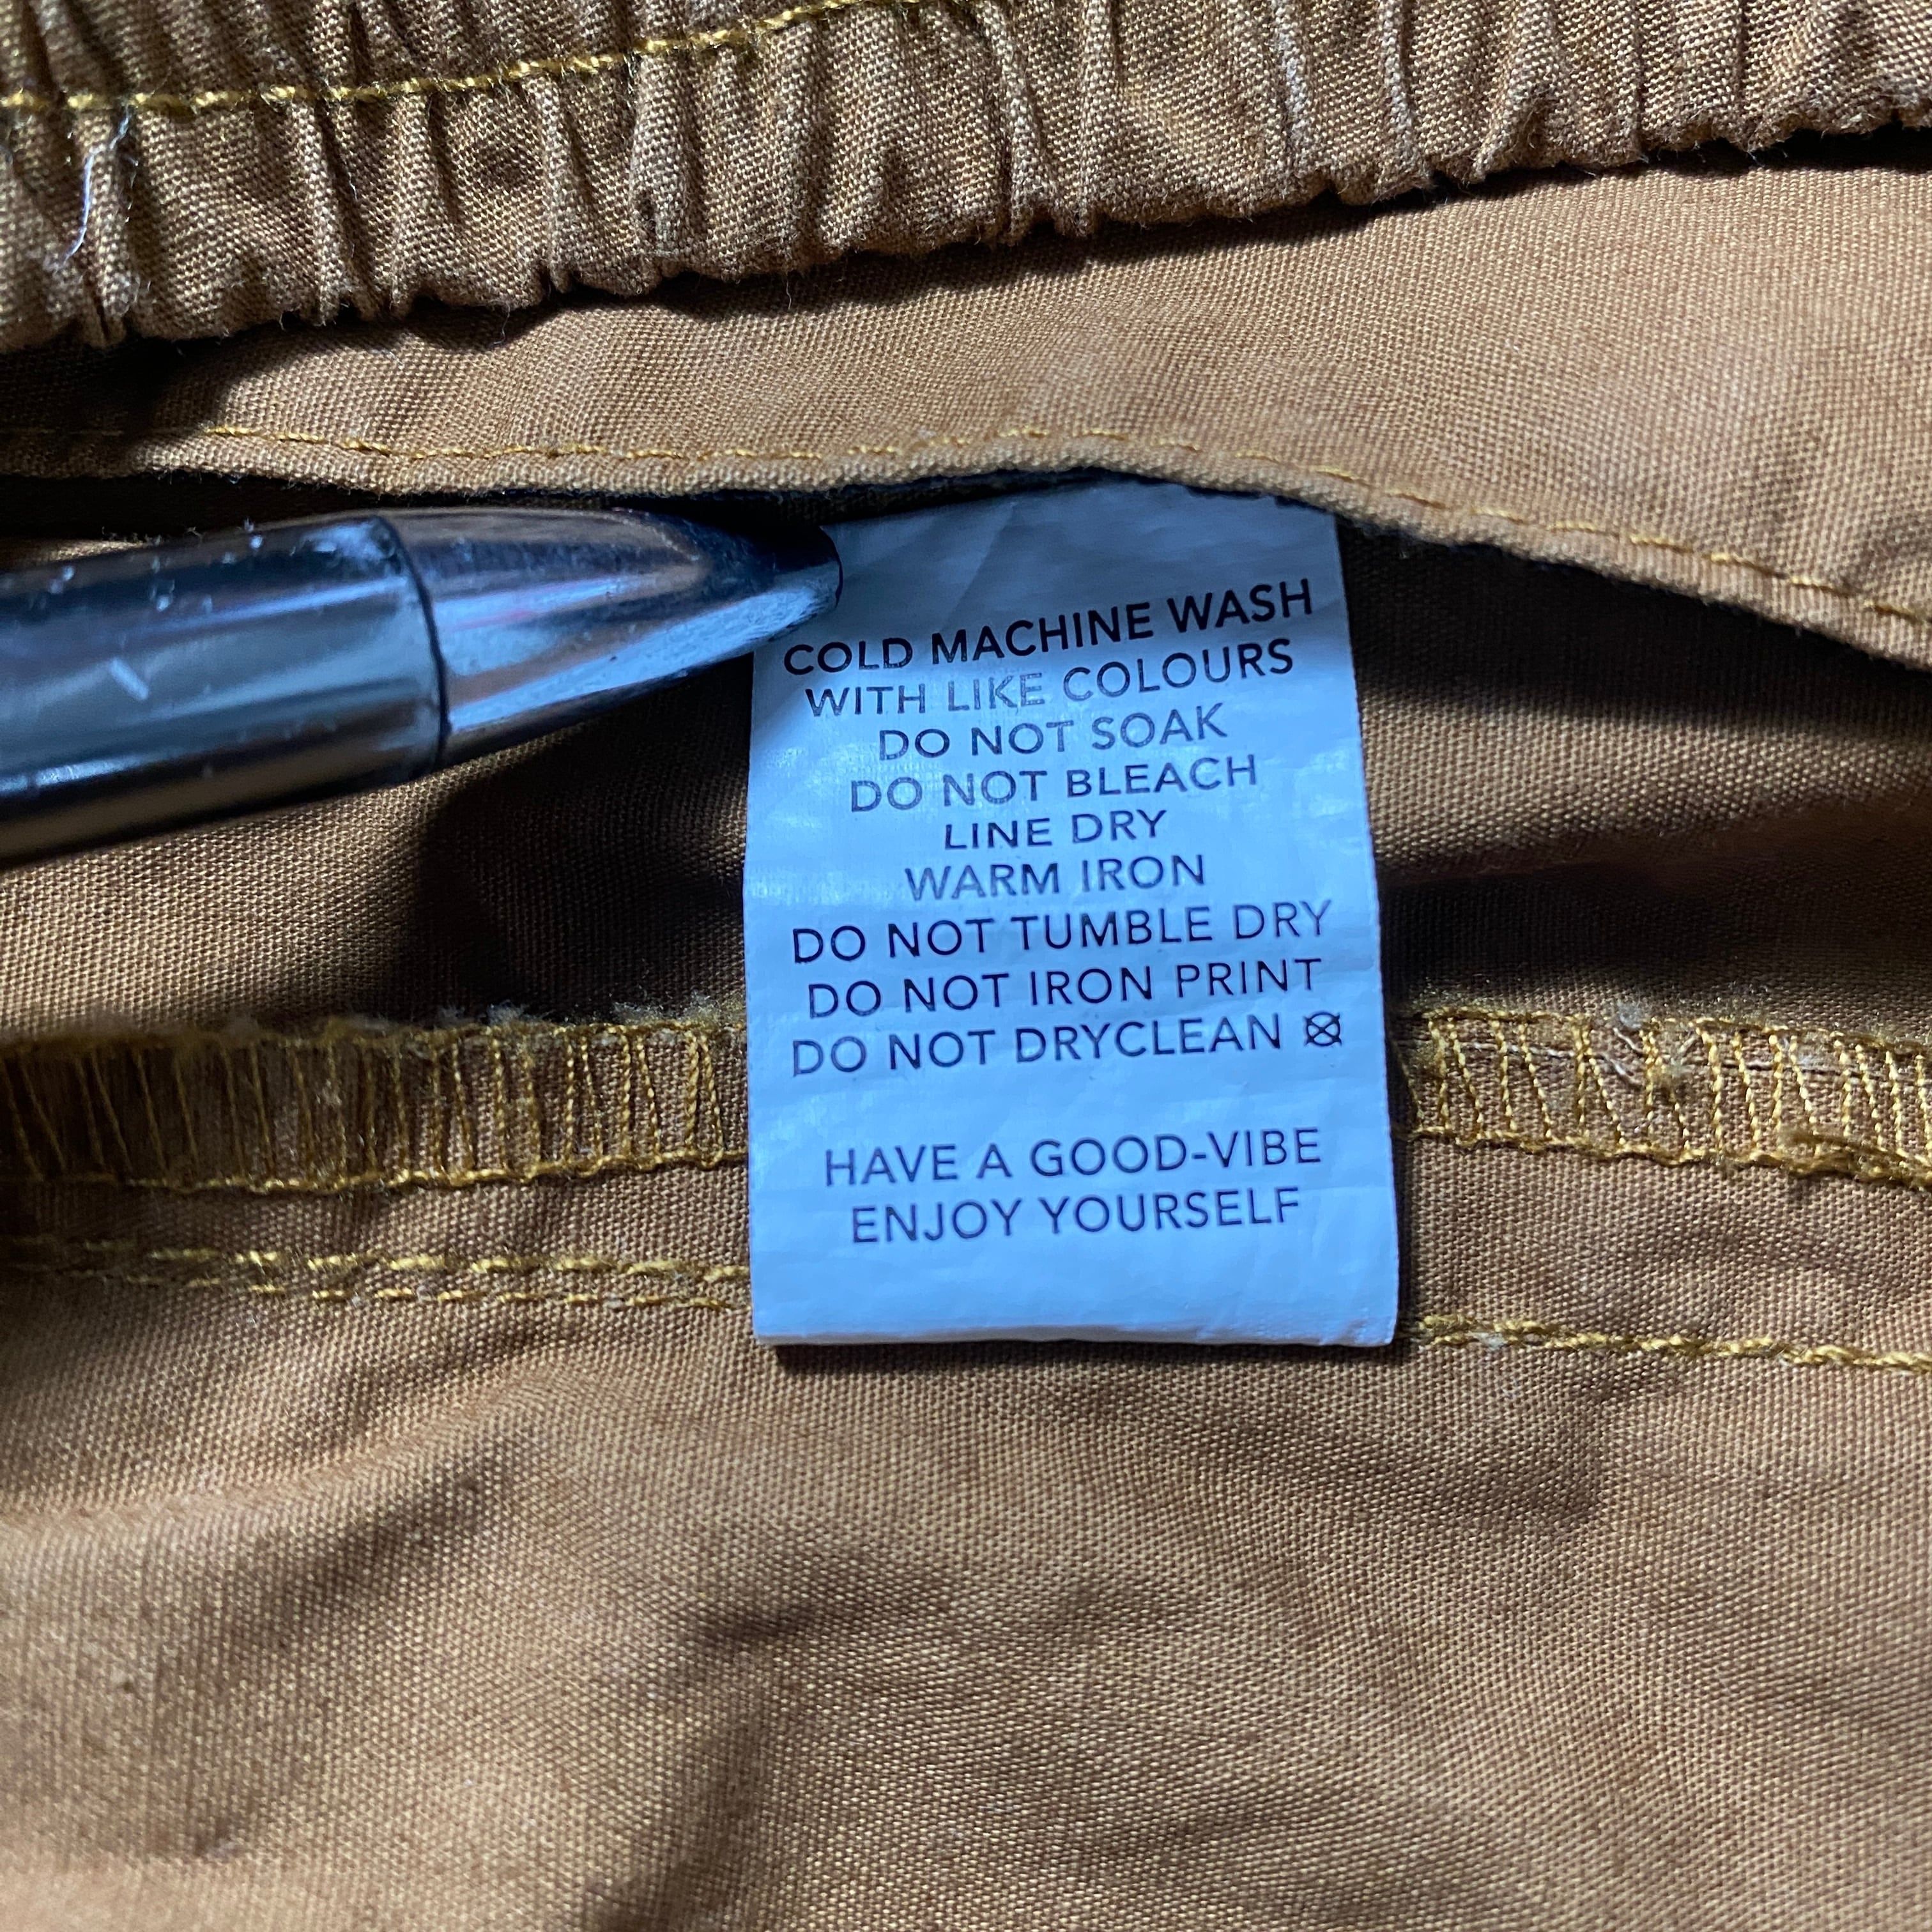 COLD MACHINE WASH
WITH LIKE COLOURS
DO NOT SOAK
DO NOT BLEACH
LINE DRY
WARM IRON
DO NOT TUMBLE DRY
DO NOT IRON PRINT
DO NOT DRYCLEAN
HAVE A GOOD-VIBE
ENJOY YOURSELF